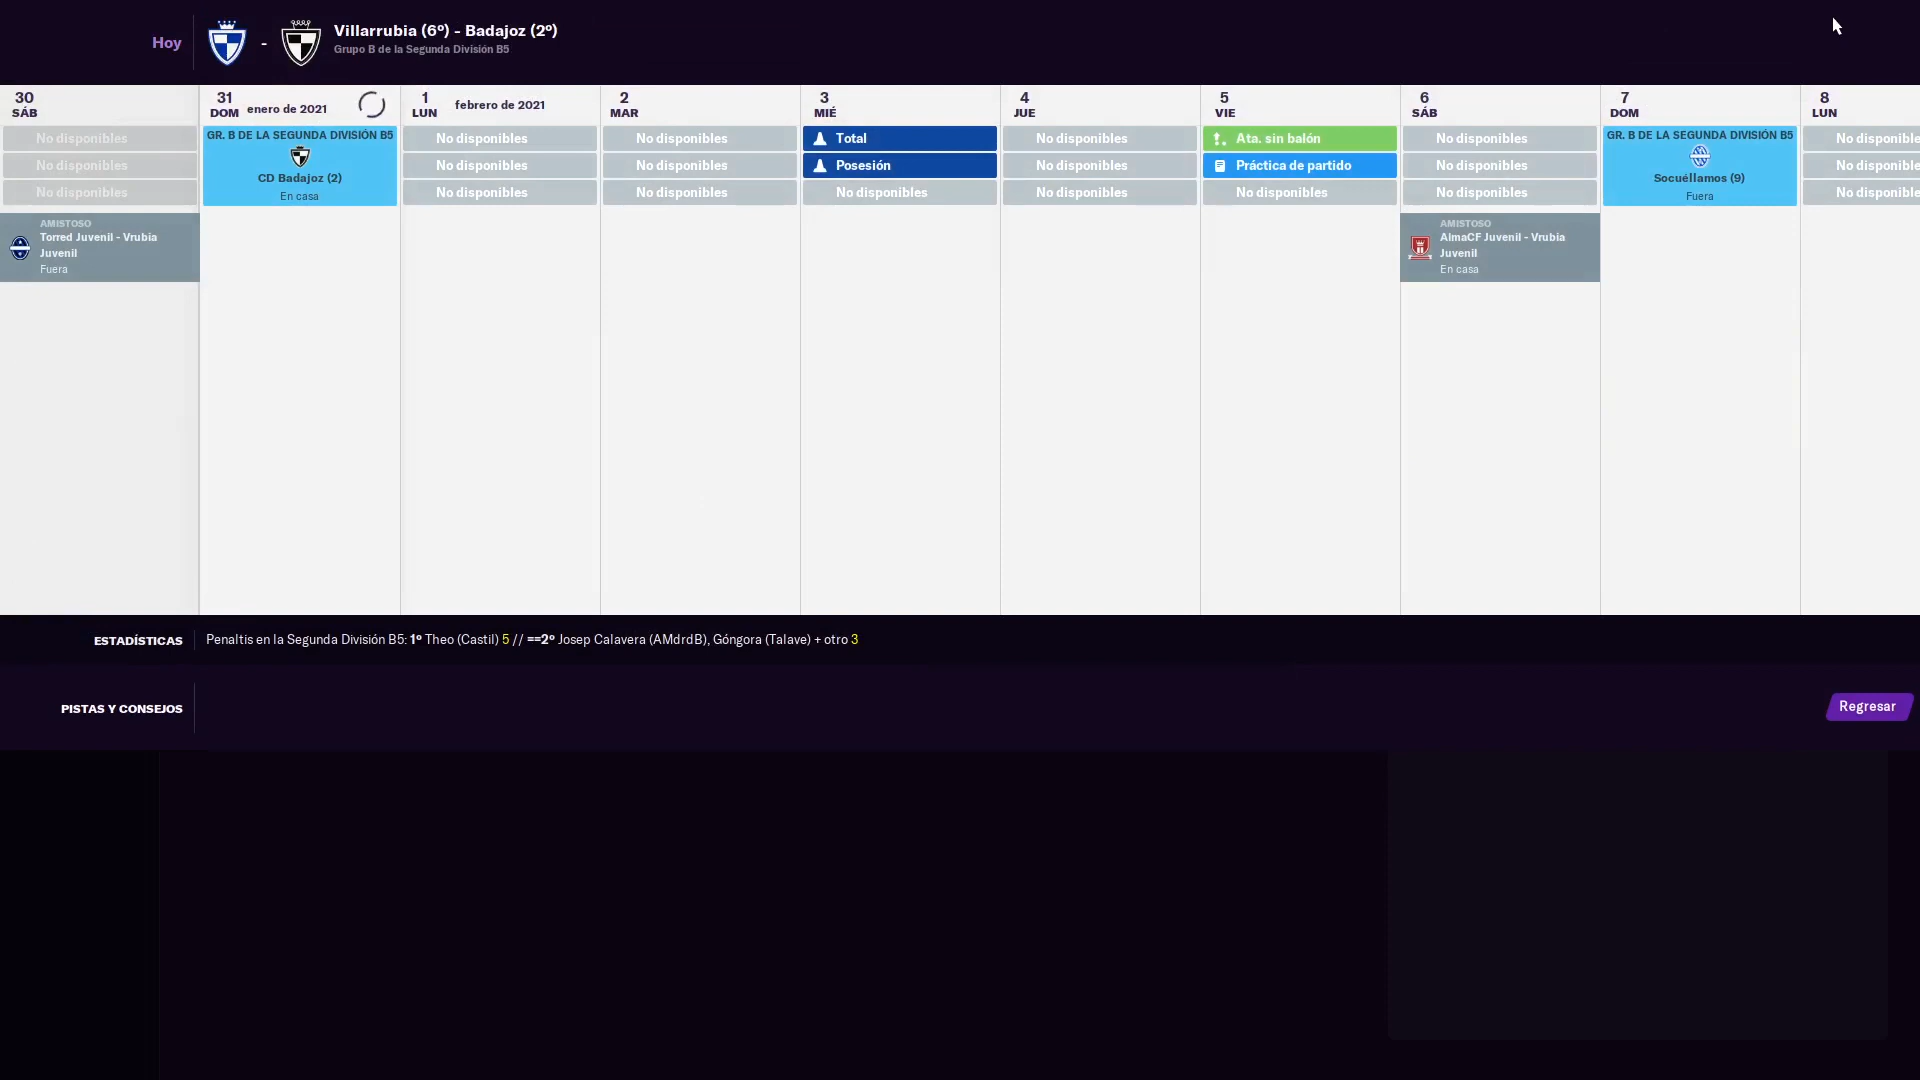 Hoy
-
Villarrubia (6º) - Badajoz (2º)
Grupo B de la Segunda División B5
30
SÁB
31
DOM
enero de 2021
1
LUN
febrero de 2021
2
MAR
3
MIÉ
4
JUE
5
VIE
6
SÁB
7
DOM
8
LUN
No disponibles
No disponibles
No disponibles
AMISTOSO
Torred Juvenil - Vrubia
Juvenil
Fuera
GR. B DE LA SEGUNDA DIVISIÓN B5
CD Badajoz (2)
En casa
No disponibles
No disponibles
No disponibles
No disponibles
No disponibles
No disponibles
Total
Posesión
No disponibles
No disponibles
No disponibles
No disponibles
Ata. sin balón
Práctica de partido
No disponibles
No disponibles
No disponibles
No disponibles
AMISTOSO
AlmaCF Juvenil - Vrubia
Juvenil
En casa
GR. B DE LA SEGUNDA DIVISIÓN B5
Socuéllamos (9)
Fuera
No disponible
No disponible
No disponible
ESTADÍSTICAS
Penaltis en la Segunda División B5: 1º Theo (Castil) 5 // ==2º Josep Calavera (AMdrdB), Góngora (Talave) + otro 3
PISTAS Y CONSEJOS
Regresar